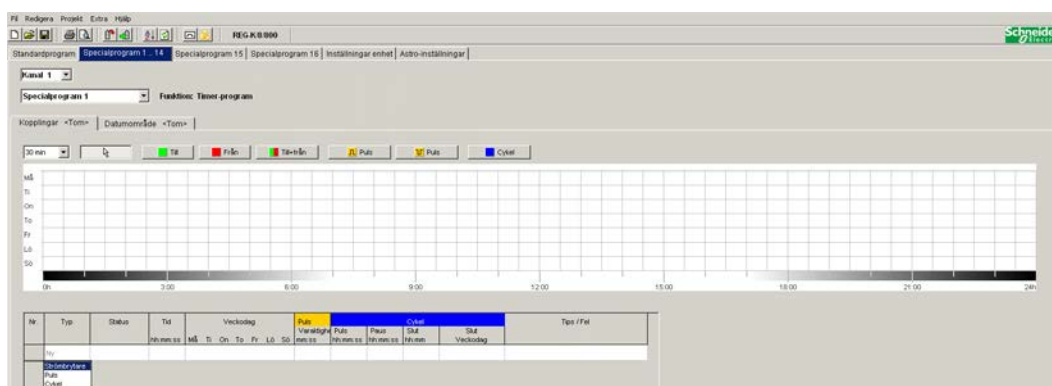 Fil Redigera Projekt Extra Hjälp
REG-K/8/800
Schneide
Electri
Standardprogram Specialprogram 1 .. 14 Specialprogram 15 Specialprogram 16 Inställningar enhet Astro-inställningar
Kanal 1
Specialprogram 1 Funktion: Timer-program
Kopplingar <Tom> Datumområde <Tom>
30 min Till Från Till+från Puls Puls Cykel
Må
Ti
On
To
Fr
Lö
Sö
0h 3:00 6:00 9:00 12:00 15:00 18:00 21:00 24h
Nr. Typ Status Tid Veckodag Puls Cykel Tips / Fel
Varaktighe Puls Paus Slut Slut
hh:mm:ss Må Ti On To Fr Lö Sö mm:ss hh:mm:ss hh:mm:ss hh:mm Veckodag
Ny
Strömbrytare
Puls
Cykel